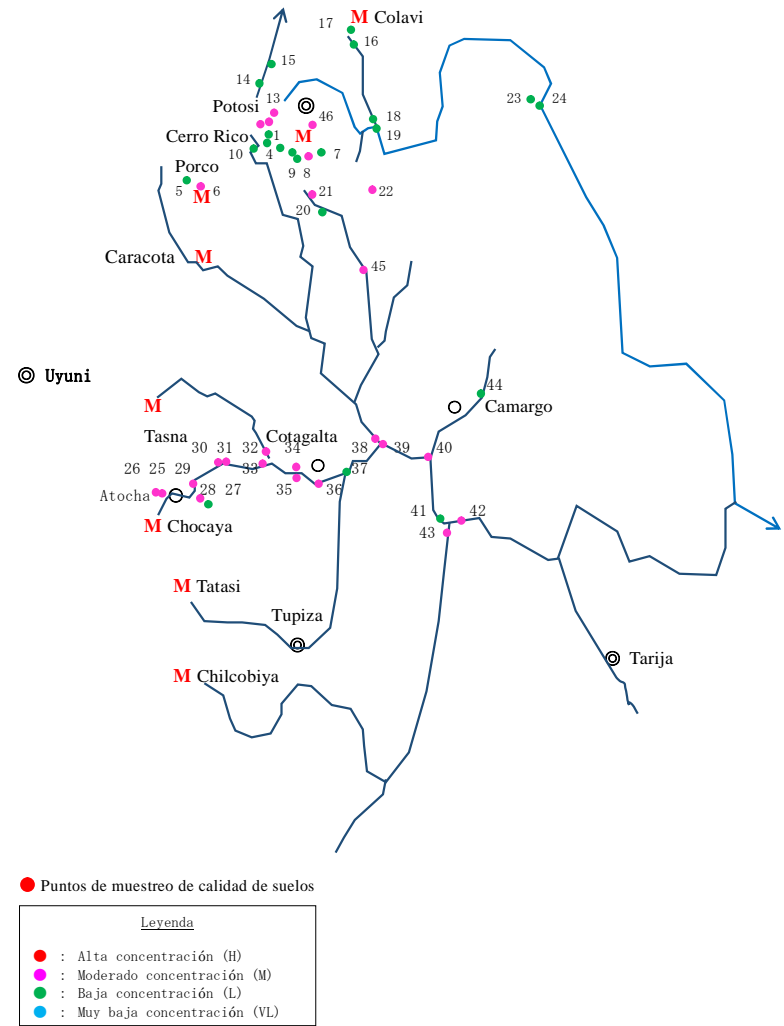 17
M Colavi
16
15
14
Potosi
13
46
18
23
24
Cerro Rico
1
M
19
10
4
9
8
7
Porco
5
6
M
21
22
20
Caracota
M
45
Uyuni
44
M
Camargo
Tasna
Cotagalta
30
31
32
34
38
39
40
26
25
29
33
37
Atocha
28
27
35
36
M Chocaya
41
42
43
M Tatasi
Tupiza
Tarija
M Chilcobiya
Puntos de muestreo de calidad de suelos
Leyenda
: Alta concentración (H)
: Moderado concentración (M)
: Baja concentración (L)
: Muy baja concentración (VL)